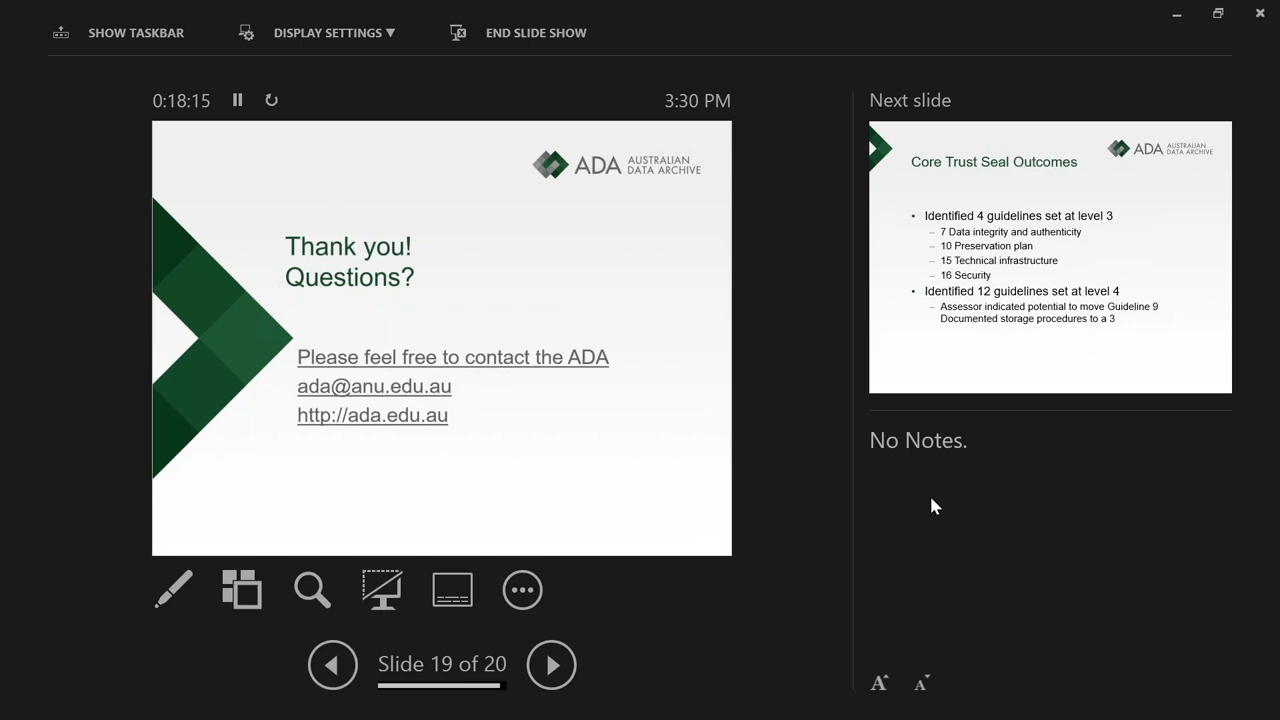 SHOW TASKBAR
DISPLAY SETTINGS ▼
END SLIDE SHOW
0:18:15
3:30 PM
ADA AUSTRALIAN
DATA ARCHIVE
Thank you!
Questions?
Please feel free to contact the ADA
ada@anu.edu.au
http://ada.edu.au
Slide 19 of 20
Next slide
ADA AUSTRALIAN
DATA ARCHIVE
Core Trust Seal Outcomes
• Identified 4 guidelines set at level 3
– 7 Data integrity and authenticity
– 10 Preservation plan
– 15 Technical infrastructure
– 16 Security
• Identified 12 guidelines set at level 4
– Assessor indicated potential to move Guideline 9
Documented storage procedures to a 3
No Notes.
A A